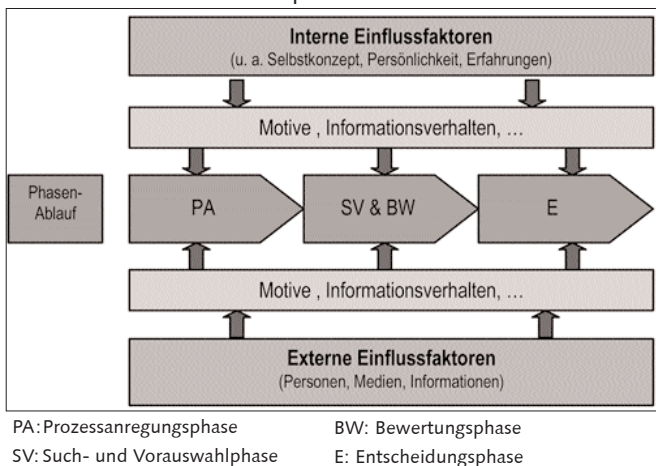 Interne Einflussfaktoren
(u. a. Selbstkonzept, Persönlichkeit, Erfahrungen)
Motive , Informationsverhalten, ...
Phasen-
Ablauf
PA
SV & BW
E
Motive , Informationsverhalten, ...
Externe Einflussfaktoren
(Personen, Medien, Informationen)
PA: Prozessanregungsphase
BW: Bewertungsphase
SV: Such- und Vorauswahlphase
E: Entscheidungsphase